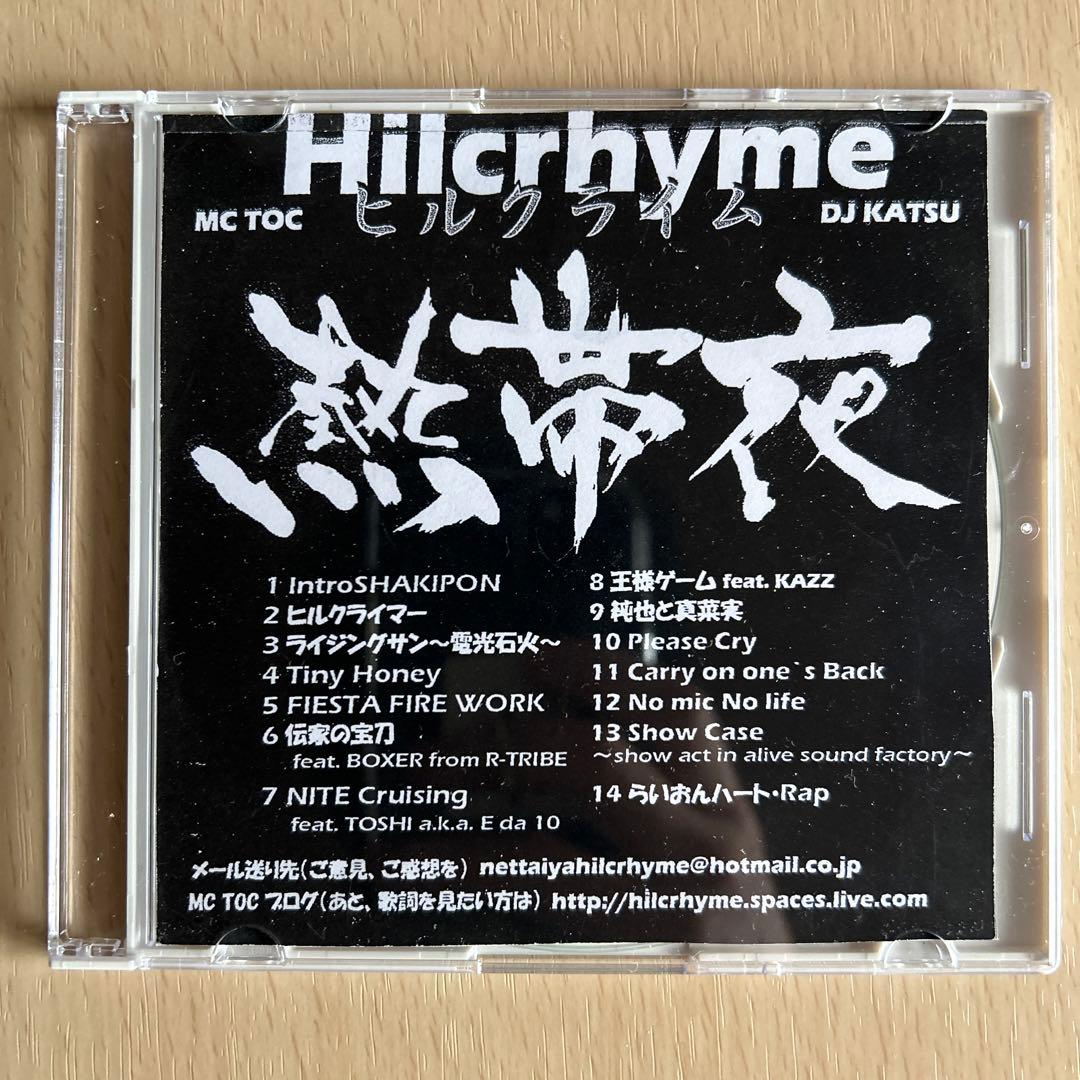 Hilcrhyme
ヒルクライム
MC TOC
DJ KATSU
熱帯夜
1 IntroSHAKIPON
2 ヒルクライマー
3 ライジングサン～電光石火～
4 Tiny Honey
5 FIESTA FIRE WORK
6 伝家の宝刀
feat. BOXER from R-TRIBE
7 NITE Cruising
feat. TOSHI a.k.a. E da 10
8 王様ゲーム feat. KAZZ
9 純也と真菜実
10 Please Cry
11 Carry on one`s Back
12 No mic No life
13 Show Case
～show act in alive sound factory～
14 らいおんハート・Rap
メール送り先(ご意見、ご感想を) nettaiyahilcrhyme@hotmail.co.jp
MC TOC ブログ(あと、歌詞を見たい方は) http://hilcrhyme.spaces.live.com